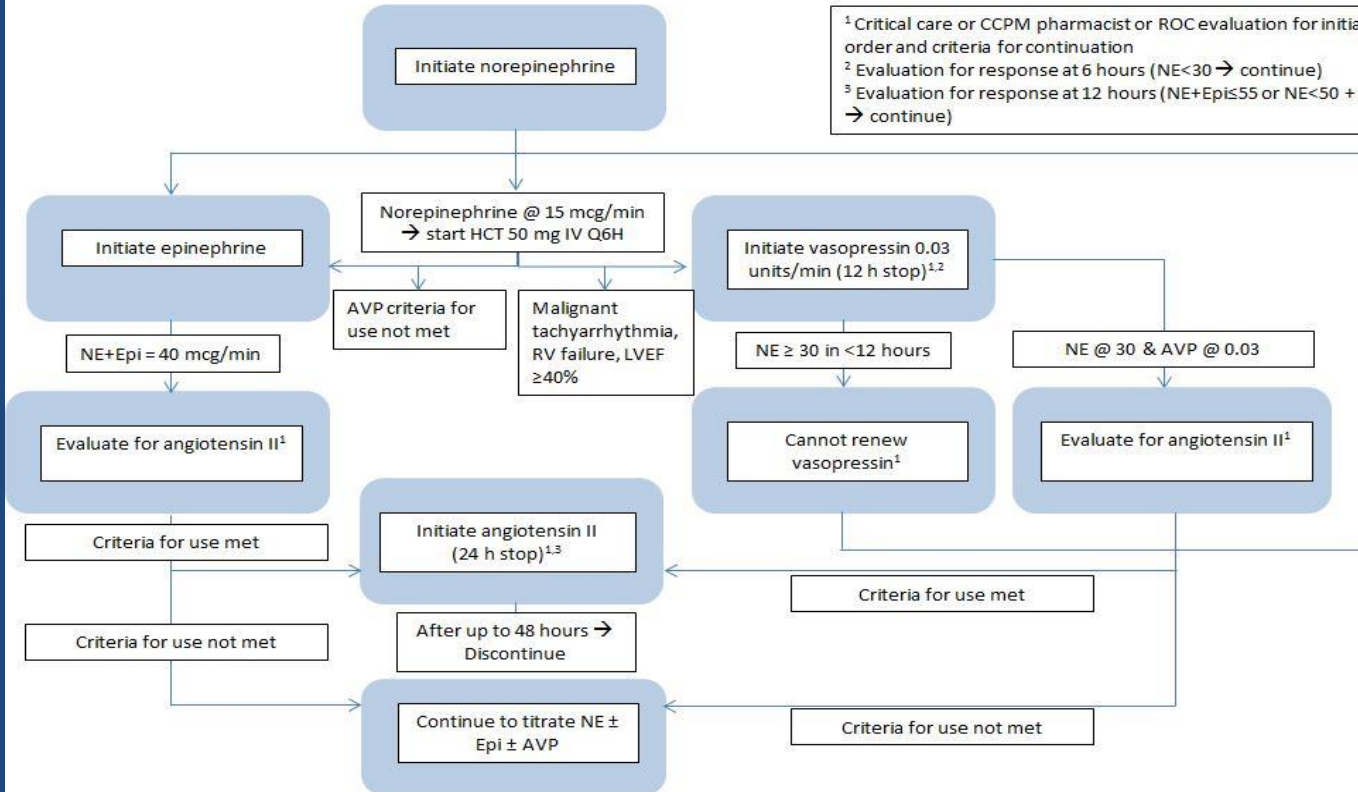 Initiate norepinephrine
¹ Critical care or CCPM pharmacist or ROC evaluation for initia
order and criteria for continuation
² Evaluation for response at 6 hours (NE<30 → continue)
³ Evaluation for response at 12 hours (NE+Epi≤55 or NE<50 +
→ continue)
Initiate epinephrine
Norepinephrine @ 15 mcg/min
→ start HCT 50 mg IV Q6H
Initiate vasopressin 0.03
units/min (12 h stop)¹,²
AVP criteria for
use not met
Malignant
tachyarrhythmia,
RV failure, LVEF
≥40%
NE+Epi = 40 mcg/min
NE ≥ 30 in <12 hours
NE @ 30 & AVP @ 0.03
Evaluate for angiotensin II¹
Cannot renew
vasopressin¹
Evaluate for angiotensin II¹
Criteria for use met
Initiate angiotensin II
(24 h stop)¹,³
Criteria for use met
Criteria for use not met
After up to 48 hours →
Discontinue
Continue to titrate NE ±
Epi ± AVP
Criteria for use not met